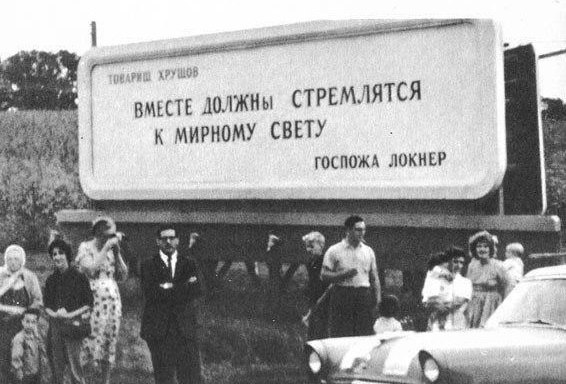 ТОВАРИЩ ХРУЩОВ
ВМЕСТЕ ДОЛЖНЫ СТРЕМЛЯТСЯ
К МИРНОМУ СВЕТУ
ГОСПОЖА ЛОКНЕР